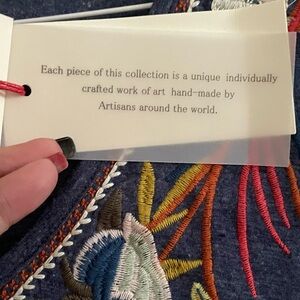 Each piece of this collection is a unique individually
crafted work of art hand-made by
Artisans around the world.